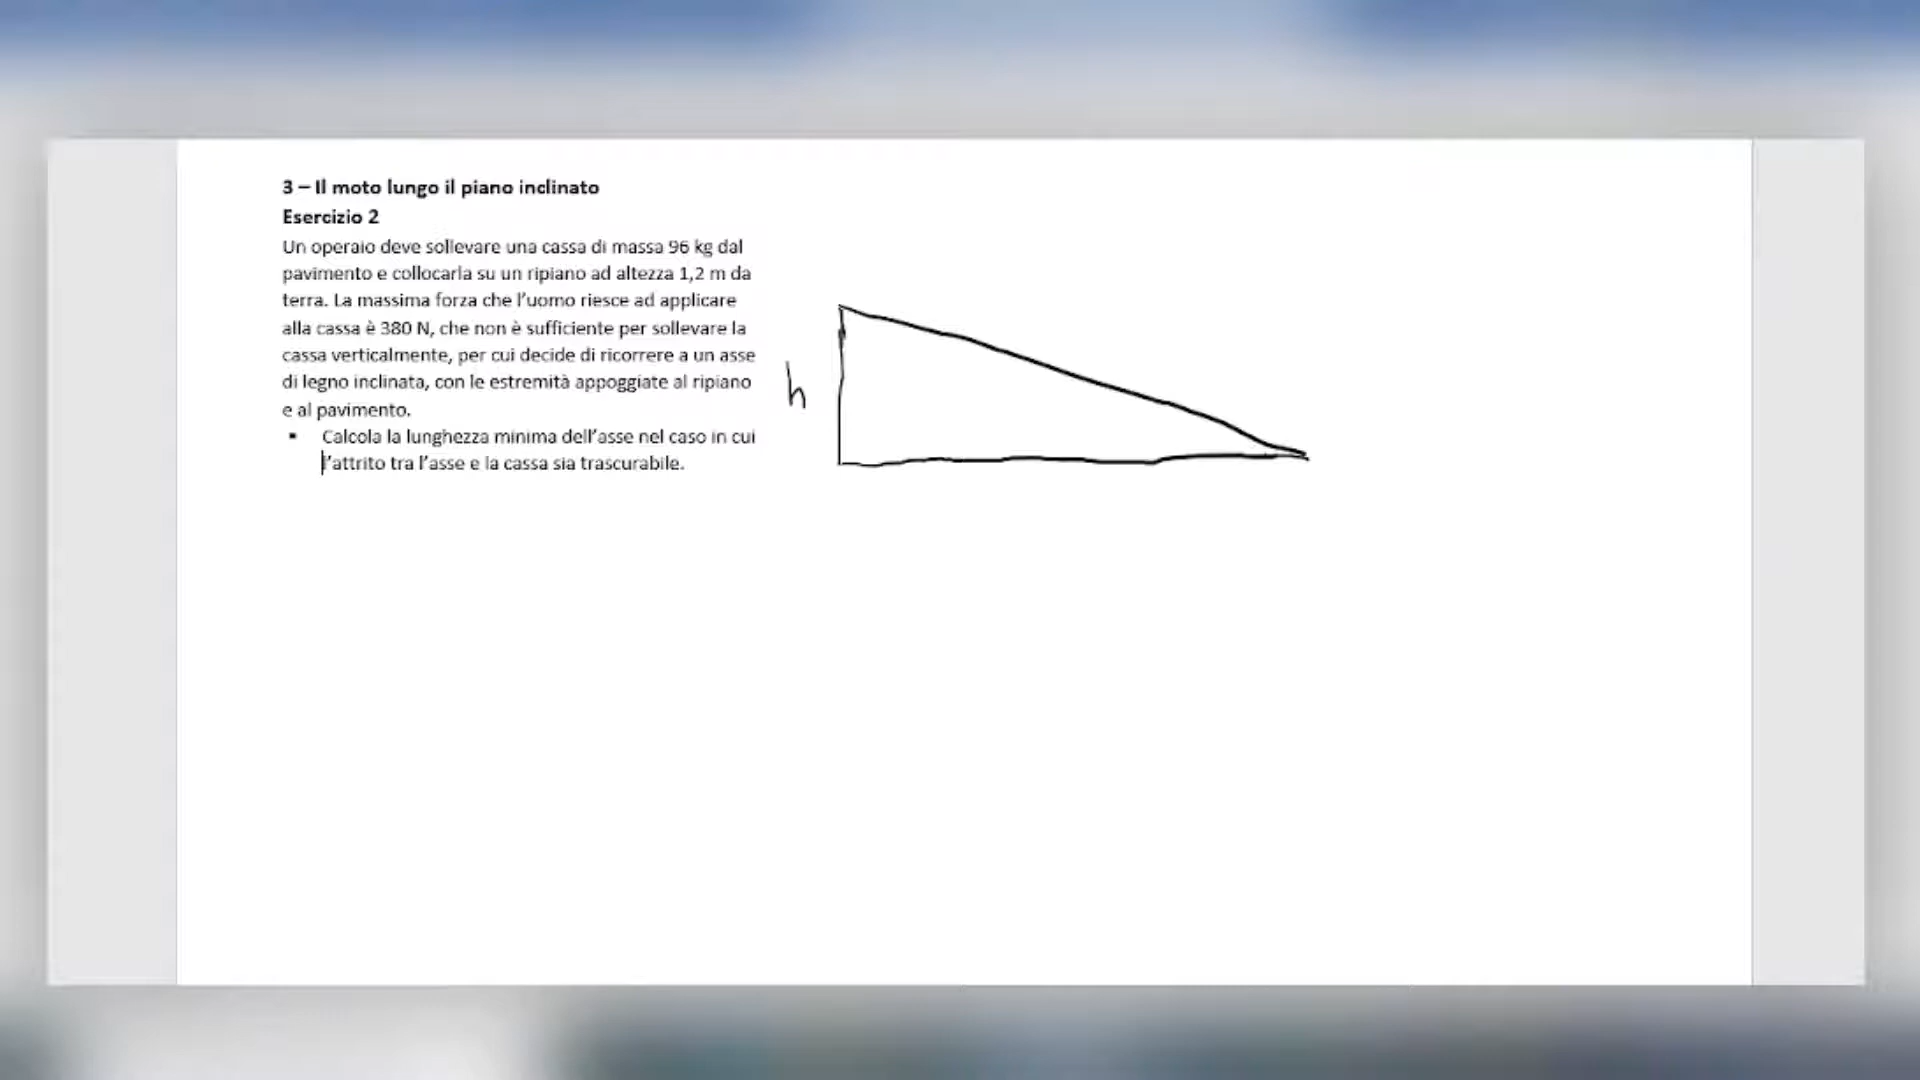 3 – Il moto lungo il piano inclinato
Esercizio 2
Un operaio deve sollevare una cassa di massa 96 kg dal
pavimento e collocarla su un ripiano ad altezza 1,2 m da
terra. La massima forza che l’uomo riesce ad applicare
alla cassa è 380 N, che non è sufficiente per sollevare la
cassa verticalmente, per cui decide di ricorrere a un asse
di legno inclinata, con le estremità appoggiate al ripiano
e al pavimento.
▪ Calcola la lunghezza minima dell’asse nel caso in cui
l’attrito tra l’asse e la cassa sia trascurabile.
h